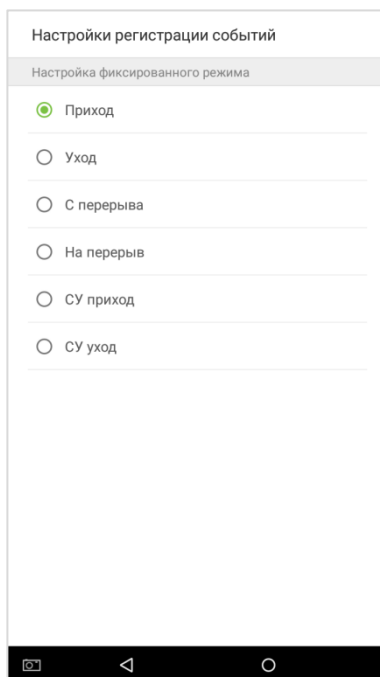 Настройки регистрации событий
Настройка фиксированного режима
Приход
Уход
С перерыва
На перерыв
СУ приход
СУ уход